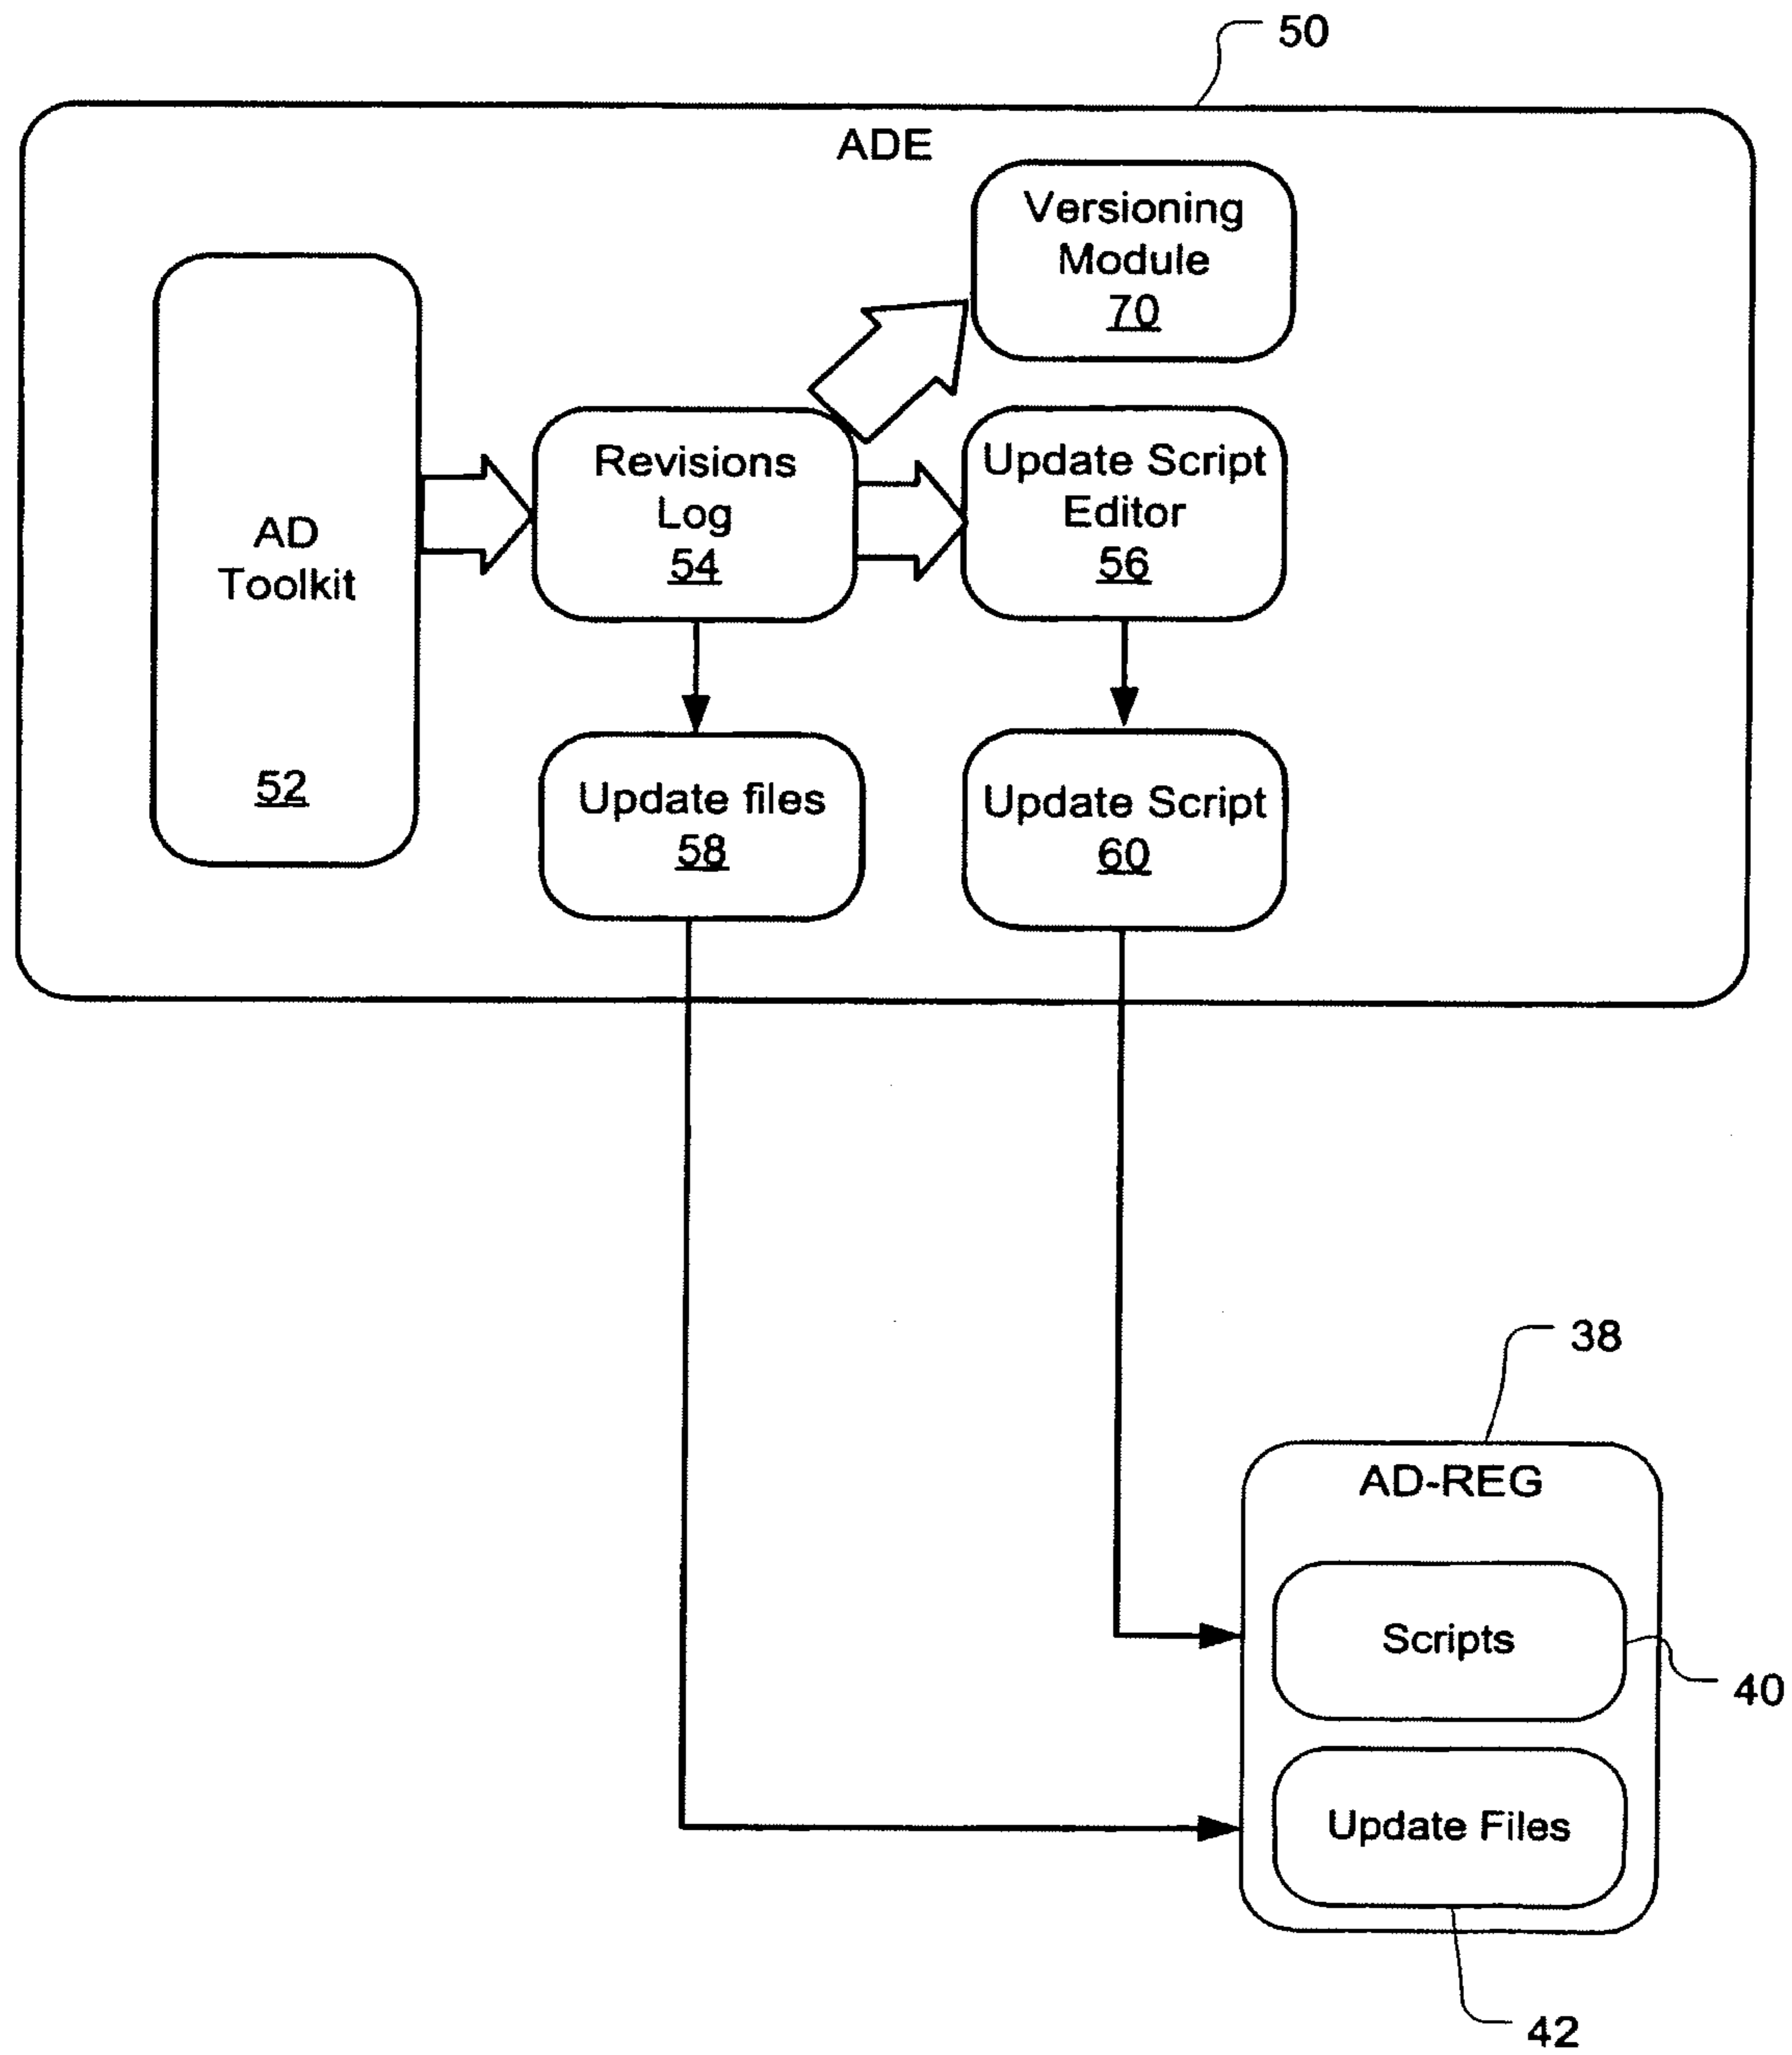 50
ADE
Versioning
Module
70
AD
Toolkit
52
Revisions
Log
54
Update Script
Editor
56
Update files
58
Update Script
60
38
AD-REG
Scripts
40
Update Files
42